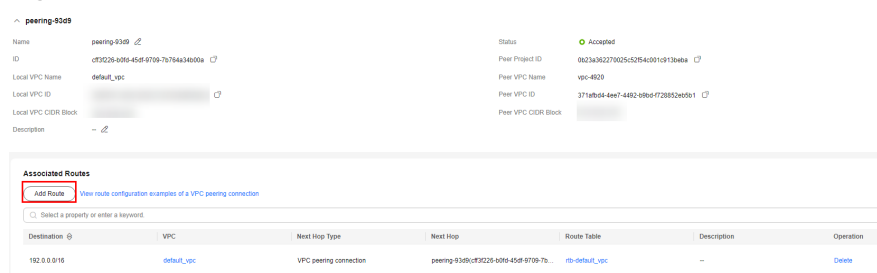 peering-93d9
Name peering-93d9 Status Accepted
ID cff3f226-b0fd-45df-9709-7b764a34b00a Peer Project ID 0b23a362270025c52f54c001c913beba
Local VPC Name default_vpc Peer VPC Name vpc-4920
Local VPC ID Peer VPC ID 371afbd4-4ee7-4492-b9bd-f728852eb5b1
Local VPC CIDR Block Peer VPC CIDR Block
Description --
Associated Routes
Add Route View route configuration examples of a VPC peering connection
Select a property or enter a keyword.
Destination VPC Next Hop Type Next Hop Route Table Description Operation
192.0.0.0/16 default_vpc VPC peering connection peering-93d9(cff3f226-b0fd-45df-9709-7b... rtb-default_vpc -- Delete